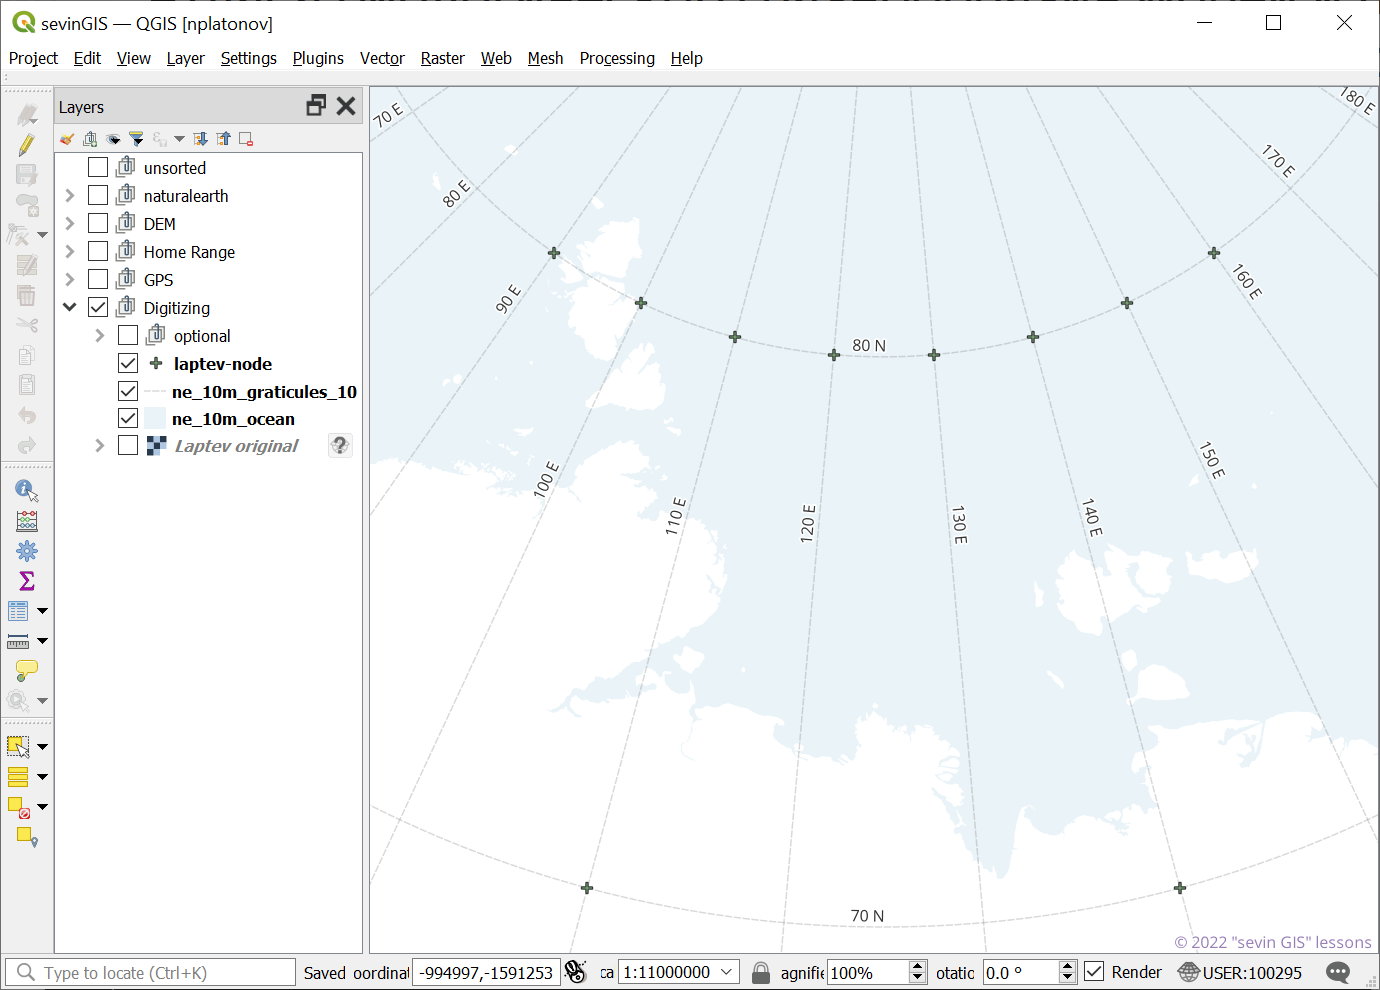 sevinGIS — QGIS [nplatonov]
Project Edit View Layer Settings Plugins Vector Raster Web Mesh Processing Help
Layers
unsorted
naturalearth
DEM
Home Range
GPS
Digitizing
optional
laptev-node
ne_10m_graticules_10
ne_10m_ocean
Laptev original
70 E
180 E
170 E
80 E
160 E
90 E
80 N
150 E
100 E
110 E
120 E
130 E
140 E
70 N
© 2022 "sevin GIS" lessons
Type to locate (Ctrl+K) Saved oordinat -994997,-1591253 ca 1:11000000 agnifie 100% otatic 0.0 ° Render USER:100295